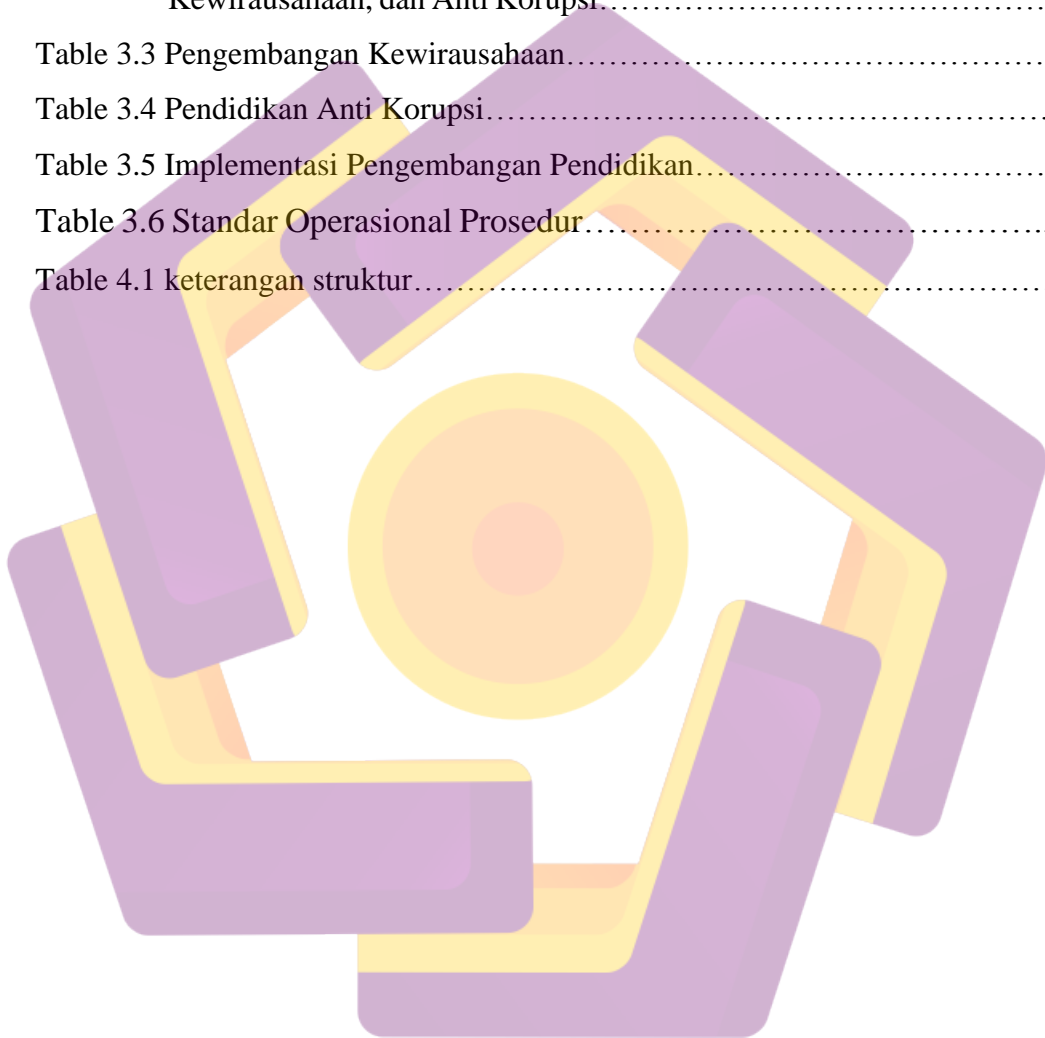 Kewirausahaan, dan Anti Korupsi……………………………………
Table 3.3 Pengembangan Kewirausahaan………………………………………
Table 3.4 Pendidikan Anti Korupsi………………………………………………
Table 3.5 Implementasi Pengembangan Pendidikan……………………………
Table 3.6 Standar Operasional Prosedur…………………………………
Table 4.1 keterangan struktur……………………………………………………